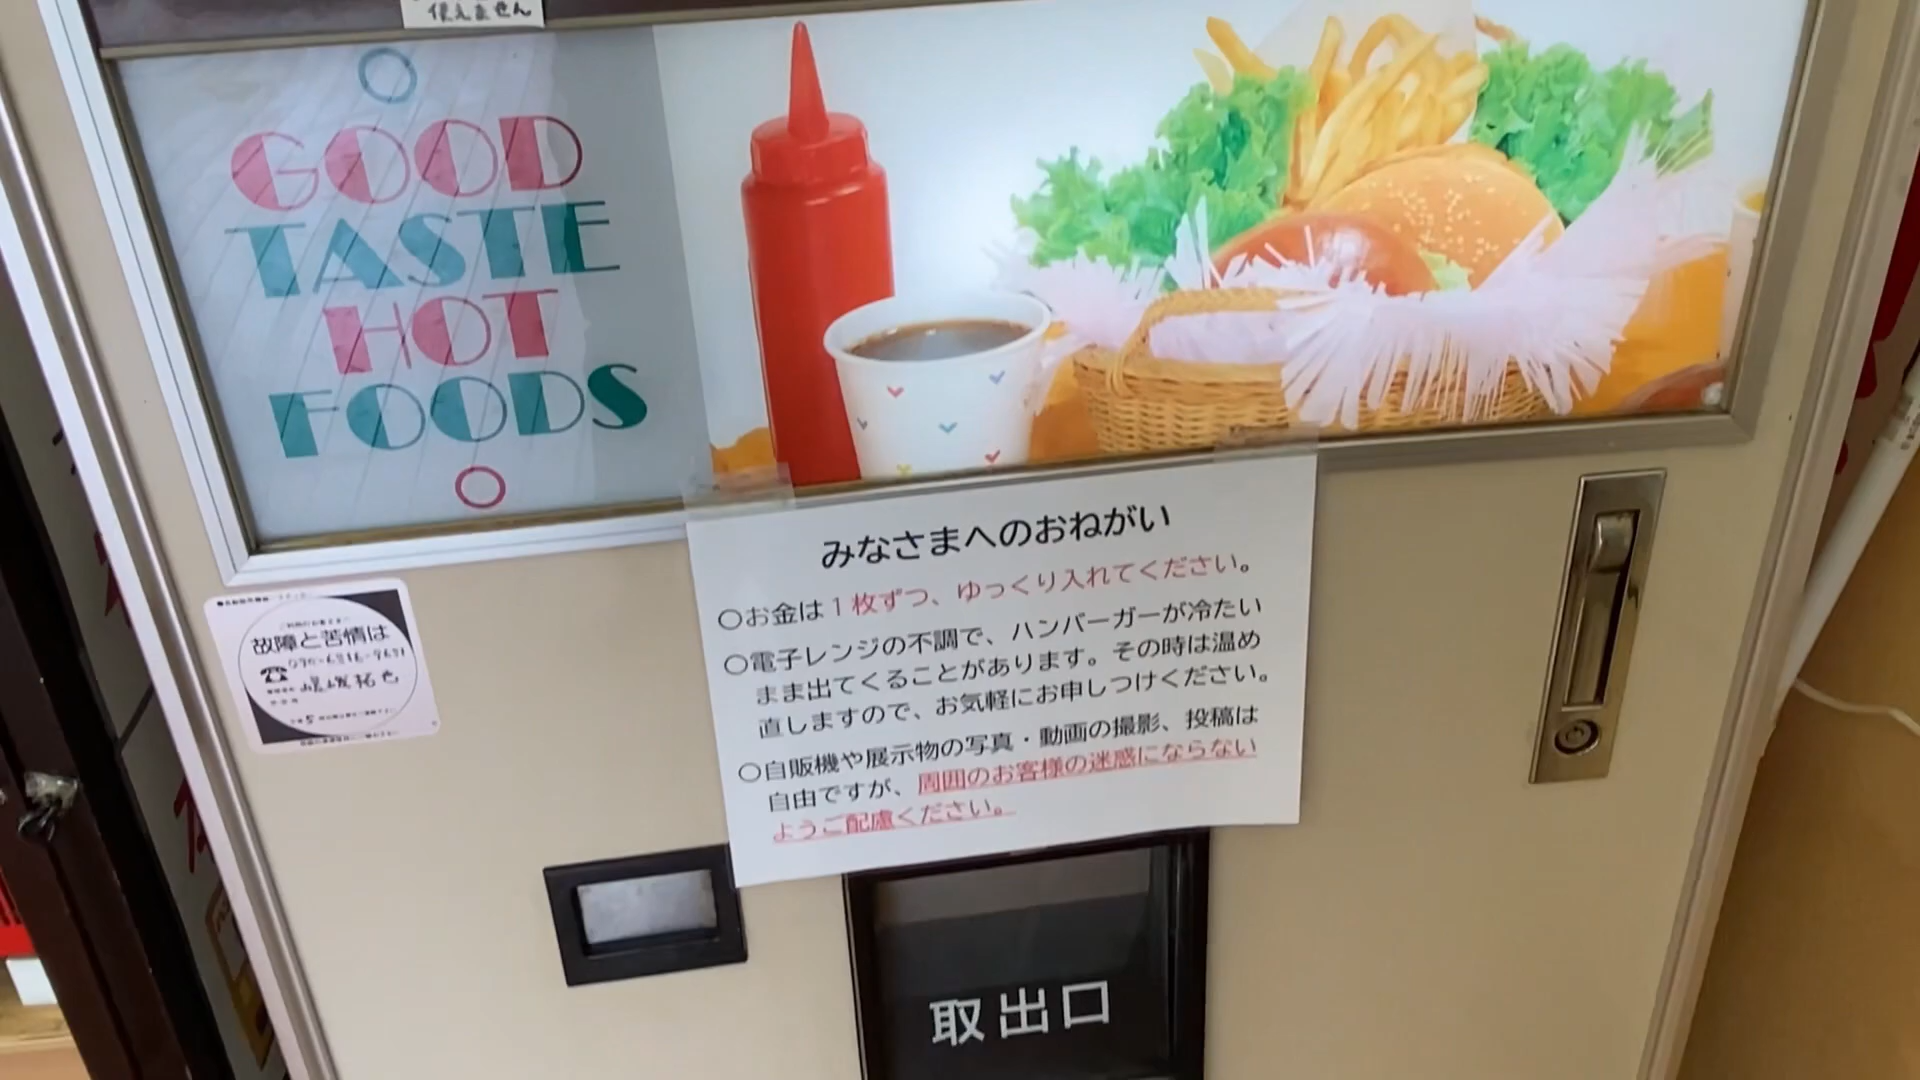 使えません
GOOD
TASTE
HOT
FOODS
みなさまへのおねがい
○お金は1枚ずつ、ゆっくり入れてください。
○電子レンジの不調で、ハンバーガーが冷たい
まま出てくることがあります。その時は温め
直しますので、お気軽にお申しつけください。
○自販機や展示物の写真・動画の撮影、投稿は
自由ですが、周囲のお客様の迷惑にならない
ようご配慮ください。
故障と苦情は
取出口